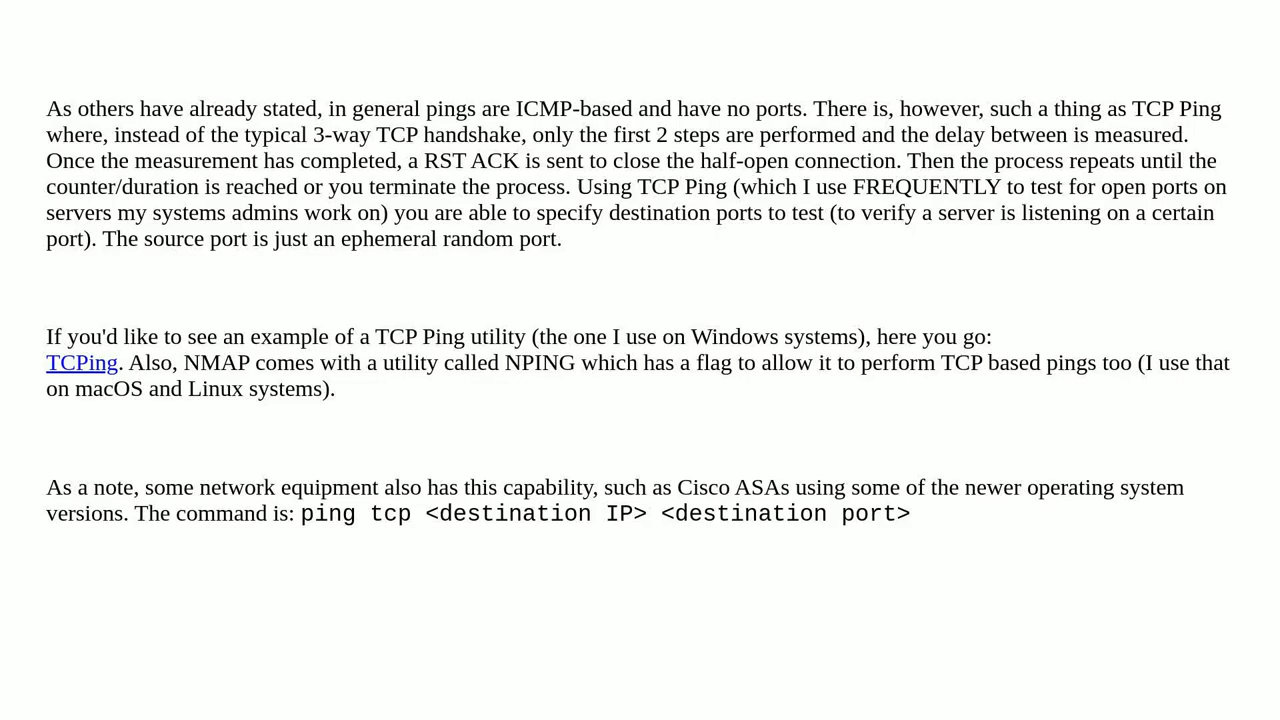 As others have already stated, in general pings are ICMP-based and have no ports. There is, however, such a thing as TCP Ping
where, instead of the typical 3-way TCP handshake, only the first 2 steps are performed and the delay between is measured.
Once the measurement has completed, a RST ACK is sent to close the half-open connection. Then the process repeats until the
counter/duration is reached or you terminate the process. Using TCP Ping (which I use FREQUENTLY to test for open ports on
servers my systems admins work on) you are able to specify destination ports to test (to verify a server is listening on a certain
port). The source port is just an ephemeral random port.
If you'd like to see an example of a TCP Ping utility (the one I use on Windows systems), here you go:
TCPing. Also, NMAP comes with a utility called NPING which has a flag to allow it to perform TCP based pings too (I use that
on macOS and Linux systems).
As a note, some network equipment also has this capability, such as Cisco ASAs using some of the newer operating system
versions. The command is: ping tcp <destination IP> <destination port>